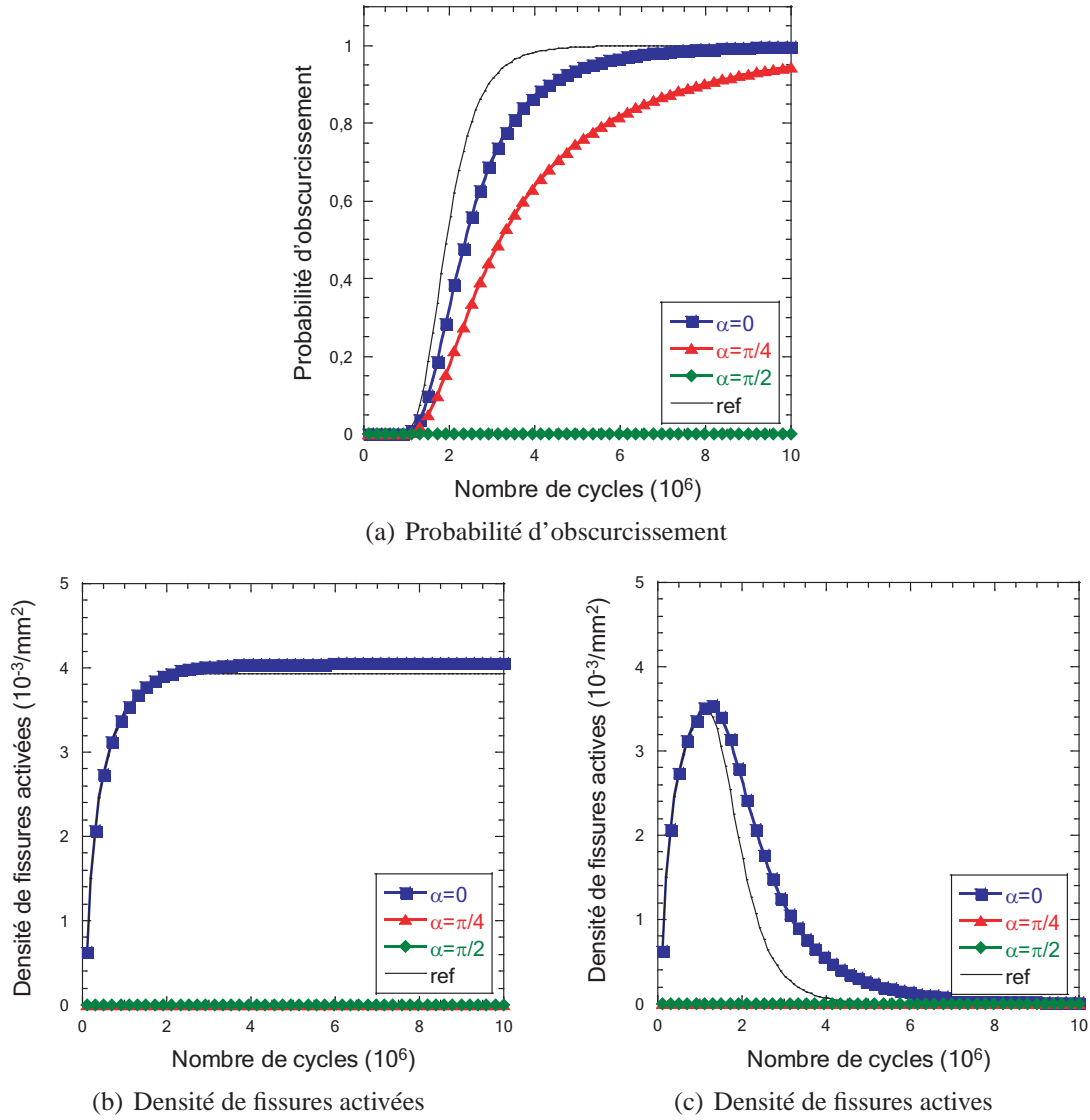 1
0,8
0,6
0,4
0,2
0
Probabilité d'obscurcissement
α=0
α=π/4
α=π/2
ref
0 2 4 6 8 10
Nombre de cycles (10⁶)
(a) Probabilité d'obscurcissement
5
4
3
2
1
0
Densité de fissures activées (10⁻³/mm²)
α=0
α=π/4
α=π/2
ref
0 2 4 6 8 10
Nombre de cycles (10⁶)
(b) Densité de fissures activées
5
4
3
2
1
0
Densité de fissures actives (10⁻³/mm²)
α=0
α=π/4
α=π/2
ref
0 2 4 6 8 10
Nombre de cycles (10⁶)
(c) Densité de fissures actives